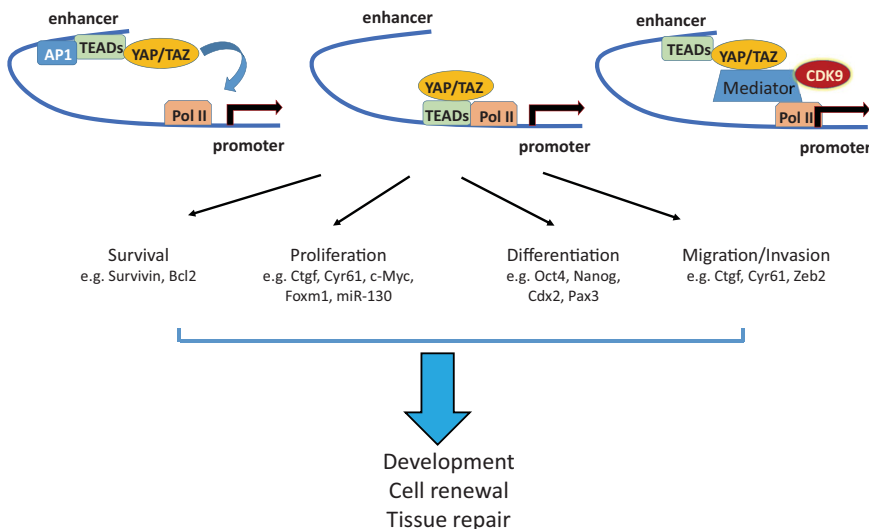 enhancer
AP1
TEADs
YAP/TAZ
Pol II
promoter
enhancer
YAP/TAZ
TEADs
Pol II
promoter
enhancer
TEADs
YAP/TAZ
CDK9
Mediator
Pol II
promoter
Survival
e.g. Survivin, Bcl2
Proliferation
e.g. Ctgf, Cyr61, c-Myc,
Foxm1, miR-130
Differentiation
e.g. Oct4, Nanog,
Cdx2, Pax3
Migration/Invasion
e.g. Ctgf, Cyr61, Zeb2
Development
Cell renewal
Tissue repair